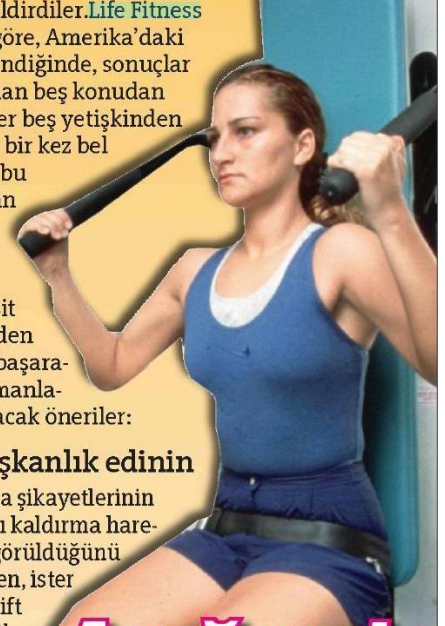 ldirdiler.Life Fitness
göre, Amerika'daki
ndiğinde, sonuçlar
an beş konudan
er beş yetişkinden
bir kez bel
bu
n
it
den
başara-
manla-
acak öneriler:
şkanlık edinin
a şikayetlerinin
ı kaldırma hare-
görüldüğünü
en, ister
ift